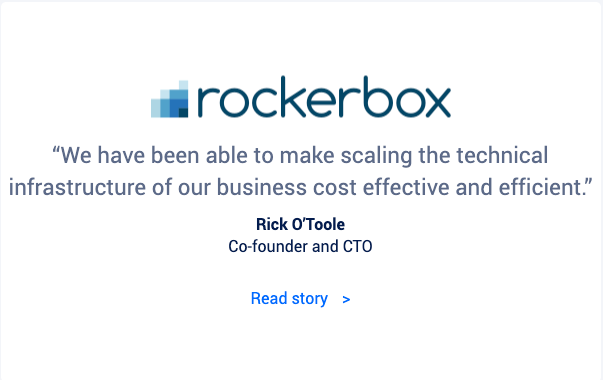 rockerbox
“We have been able to make scaling the technical
infrastructure of our business cost effective and efficient.”
Rick O’Toole
Co-founder and CTO
Read story >